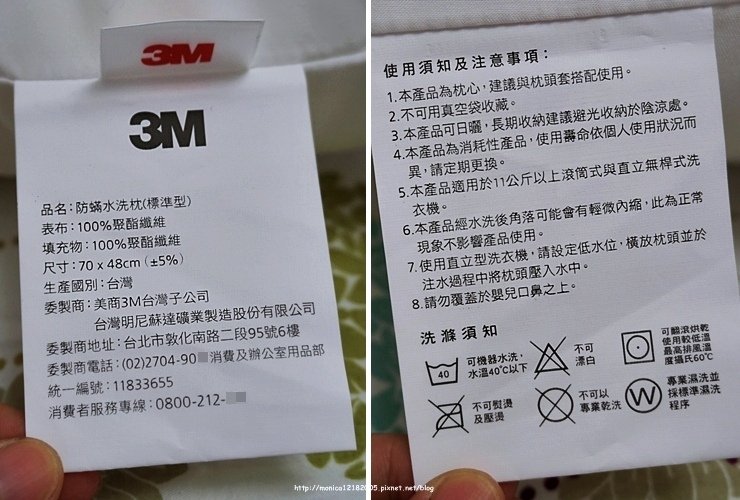 3M
3M
品名：防蟎水洗枕(標準型)
表布：100%聚酯纖維
填充物：100%聚酯纖維
尺寸：70 x 48cm（±5%）
生產國別：台灣
委製商：美商3M台灣子公司
台灣明尼蘇達礦業製造股份有限公司
委製商地址：台北市敦化南路二段95號6樓
委製商電話：(02)2704-90 消費及辦公室用品部
統一編號：11833655
消費者服務專線：0800-212-
使用須知及注意事項：
1.本產品為枕心，建議與枕頭套搭配使用。
2.不可用真空袋收藏。
3.本產品可日曬，長期收納建議避光收納於陰涼處。
4.本產品為消耗性產品，使用壽命依個人使用狀況而
異，請定期更換。
5.本產品適用於11公斤以上滾筒式與直立無桿式洗
衣機。
6.本產品經水洗後角落可能會有輕微內縮，此為正常
現象不影響產品使用。
7.使用直立型洗衣機，請設定低水位，橫放枕頭並於
注水過程中將枕頭壓入水中。
8.請勿覆蓋於嬰兒口鼻之上。
洗滌須知
40
可機器水洗，
水溫40°C以下
不可
漂白
可翻滾烘乾
使用較低溫
最高排風溫
度攝氏60°C
不可熨燙
及壓燙
不可以
專業乾洗
W
專業濕洗並
採標準濕洗
程序
http://monica12182005.pixnet.net/blog